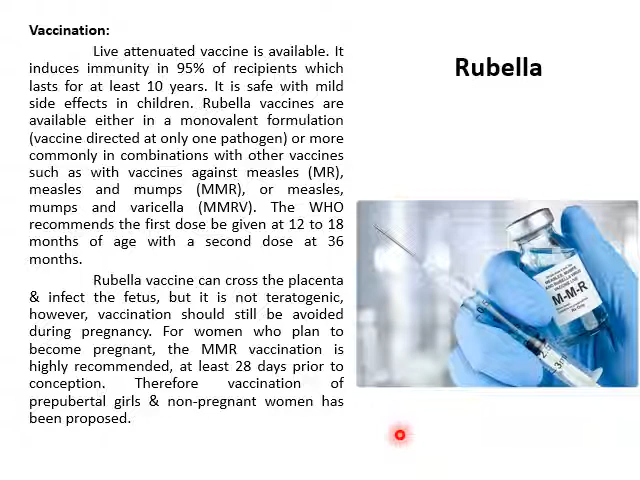 Vaccination:
Live attenuated vaccine is available. It
induces immunity in 95% of recipients which
lasts for at least 10 years. It is safe with mild
side effects in children. Rubella vaccines are
available either in a monovalent formulation
(vaccine directed at only one pathogen) or more
commonly in combinations with other vaccines
such as with vaccines against measles (MR),
measles and mumps (MMR), or measles,
mumps and varicella (MMRV). The WHO
recommends the first dose be given at 12 to 18
months of age with a second dose at 36
months.
Rubella vaccine can cross the placenta
& infect the fetus, but it is not teratogenic,
however, vaccination should still be avoided
during pregnancy. For women who plan to
become pregnant, the MMR vaccination is
highly recommended, at least 28 days prior to
conception. Therefore vaccination of
prepubertal girls & non-pregnant women has
been proposed.
Rubella
MEASLES, MUMPS
AND RUBELLA VIRUS
M-M-R